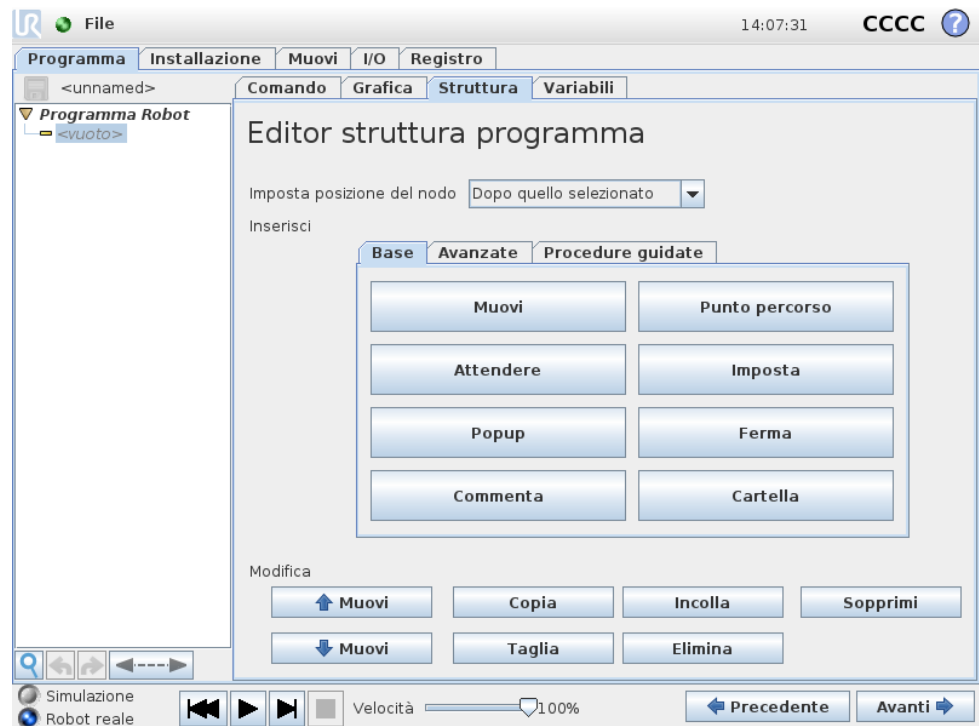 UR File 14:07:31 CCCC ?
Programma Installazione Muovi I/O Registro
<unnamed> Comando Grafica Struttura Variabili
Programma Robot
<vuoto>
Editor struttura programma
Imposta posizione del nodo Dopo quello selezionato
Inserisci
Base Avanzate Procedure guidate
Muovi Punto percorso
Attendere Imposta
Popup Ferma
Commenta Cartella
Modifica
Muovi Copia Incolla Sopprimi
Muovi Taglia Elimina
Simulazione
Robot reale
Velocità 100% Precedente Avanti